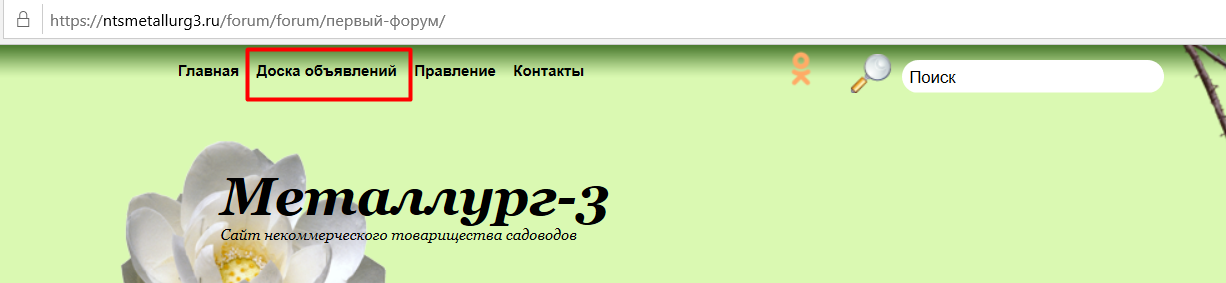 https://ntsmetallurg3.ru/forum/forum/первый-форум/
Главная Доска объявлений Правление Контакты Поиск
Металлург-3
Сайт некоммерческого товарищества садоводов